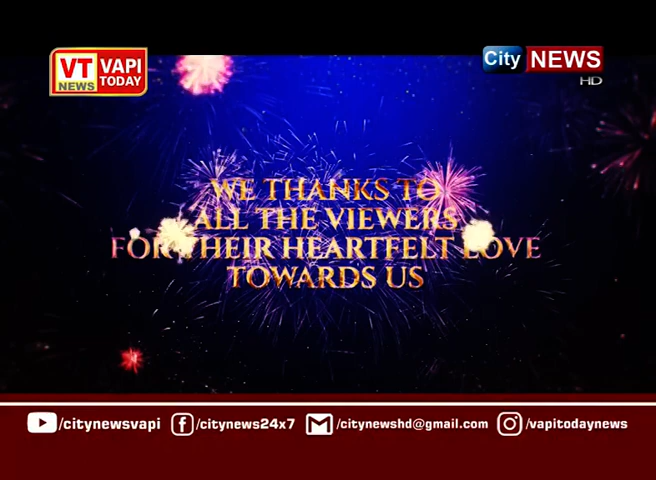 VT VAPI
NEWS TODAY
City NEWS
HD
WE THANKS TO
ALL THE VIEWERS
FOR THEIR HEARTFELT LOVE
TOWARDS US
/citynewsvapi /citynews24x7 /citynewshd@gmail.com /vapitodaynews